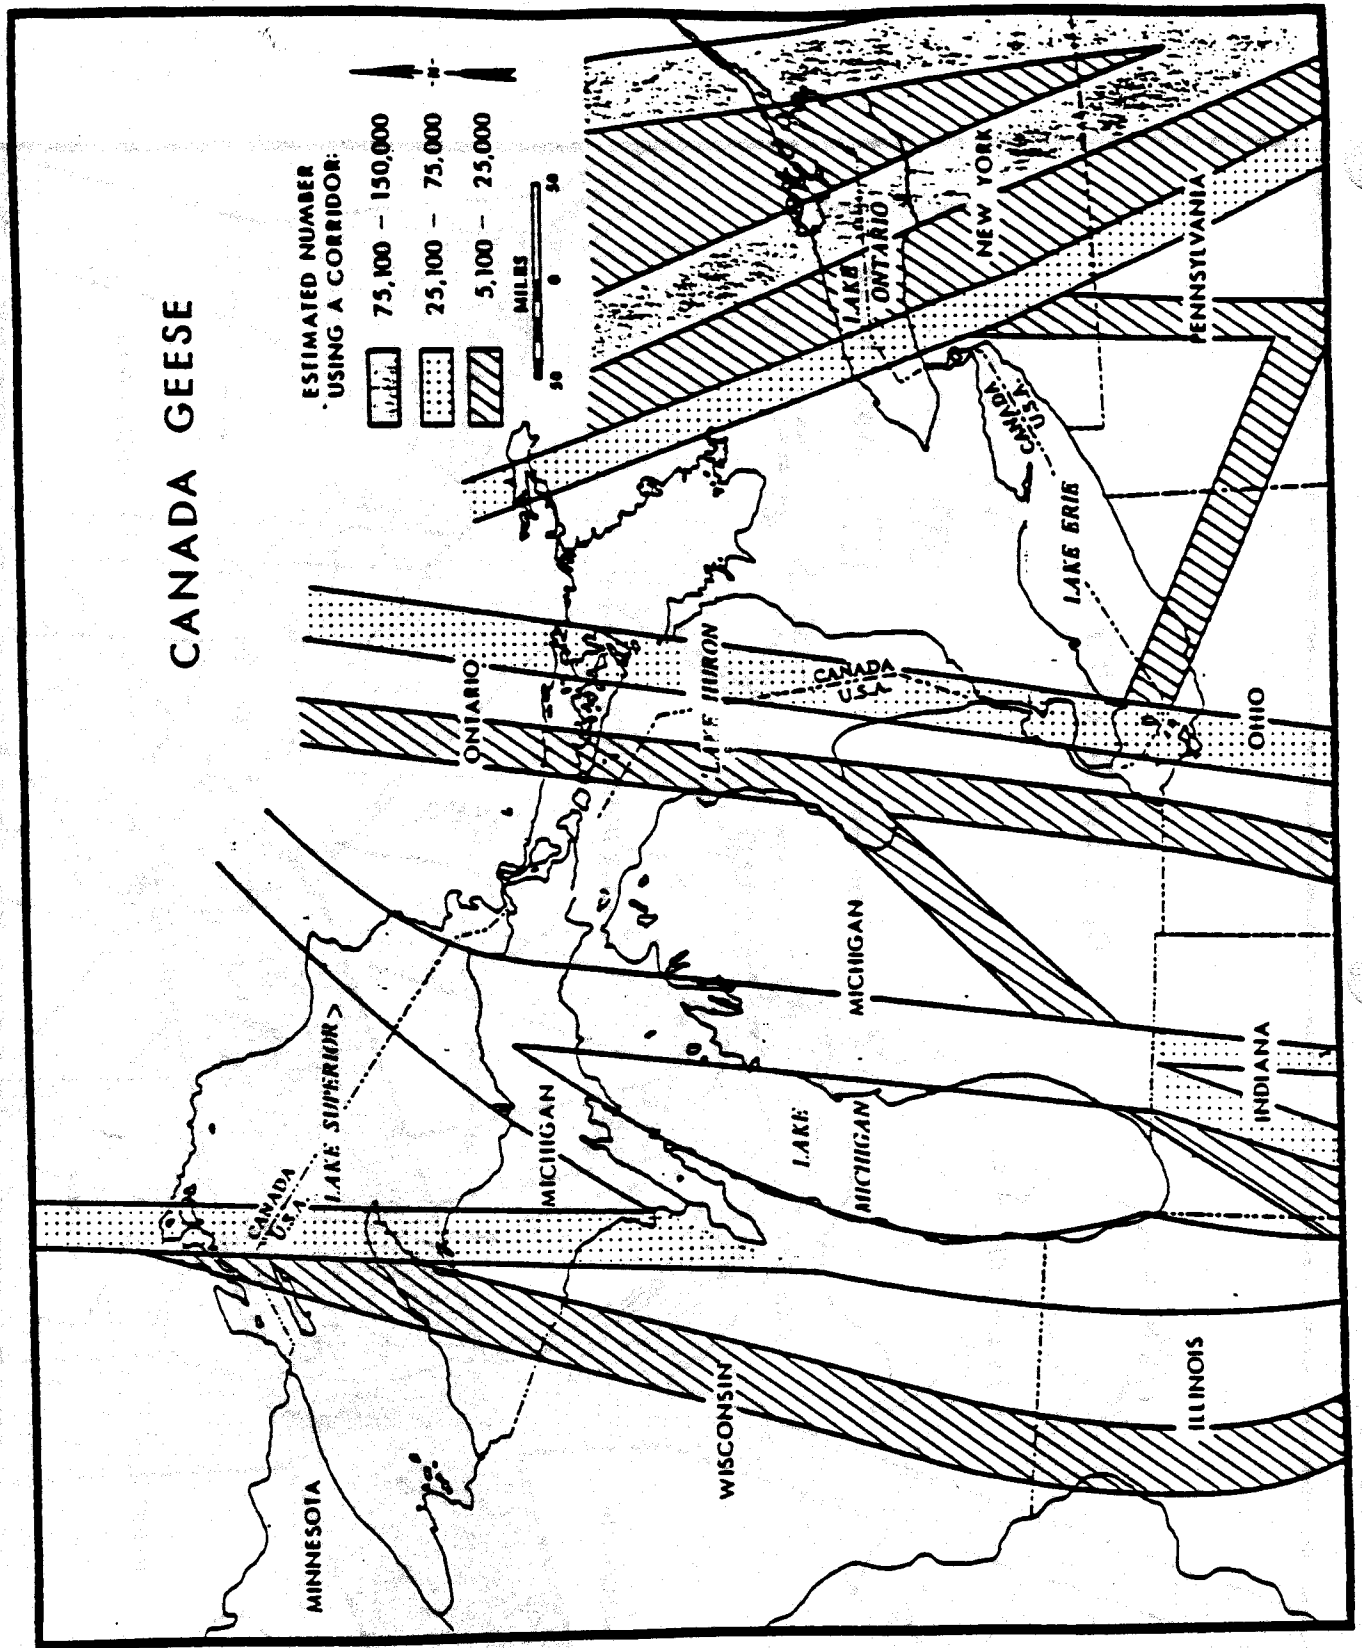 CANADA GEESE
ESTIMATED NUMBER
USING A CORRIDOR:
75,100 - 150,000
25,100 - 75,000
5,100 - 25,000
-N-
MILES
50 0 50
MINNESOTA
CANADA
U.S.A.
LAKE SUPERIOR >
ONTARIO
MICHIGAN
WISCONSIN
LAKE
MICHIGAN
MICHIGAN
LAKE HURON
CANADA
U.S.A.
LAKE
ONTARIO
NEW YORK
CANADA
CANADA
U.S.A.
LAKE ERIE
PENNSYLVANIA
ILLINOIS
INDIANA
OHIO